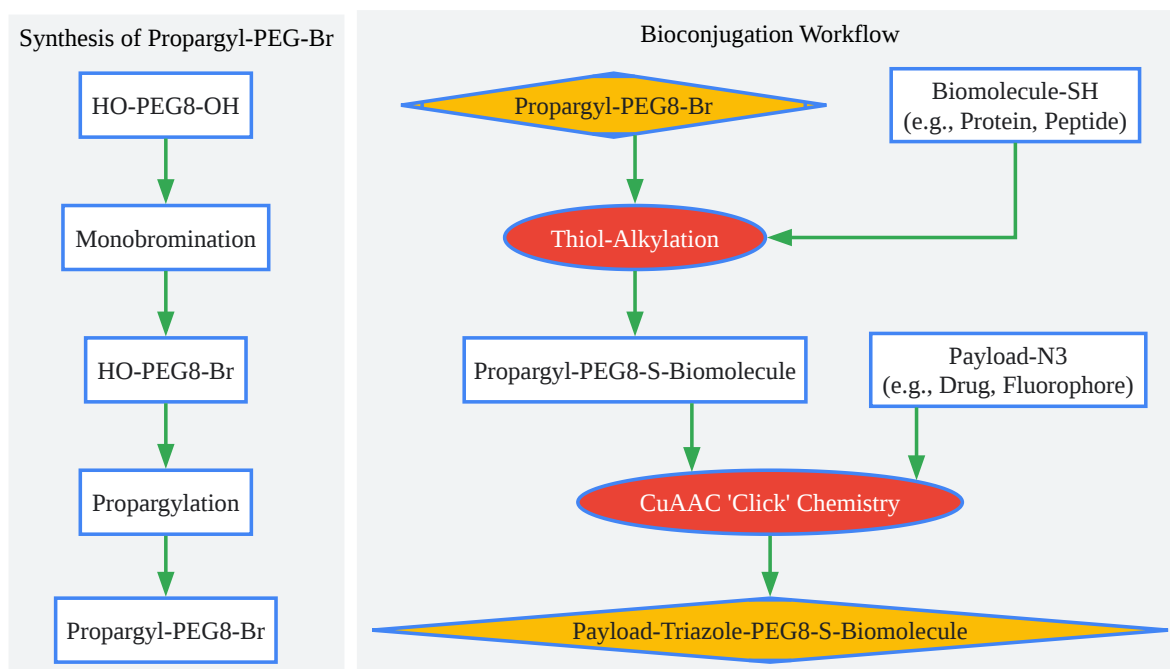 Synthesis of Propargyl-PEG-Br
HO-PEG8-OH
Monobromination
HO-PEG8-Br
Propargylation
Propargyl-PEG8-Br
Bioconjugation Workflow
Propargyl-PEG8-Br
Biomolecule-SH
(e.g., Protein, Peptide)
Thiol-Alkylation
Propargyl-PEG8-S-Biomolecule
Payload-N3
(e.g., Drug, Fluorophore)
CuAAC 'Click' Chemistry
Payload-Triazole-PEG8-S-Biomolecule